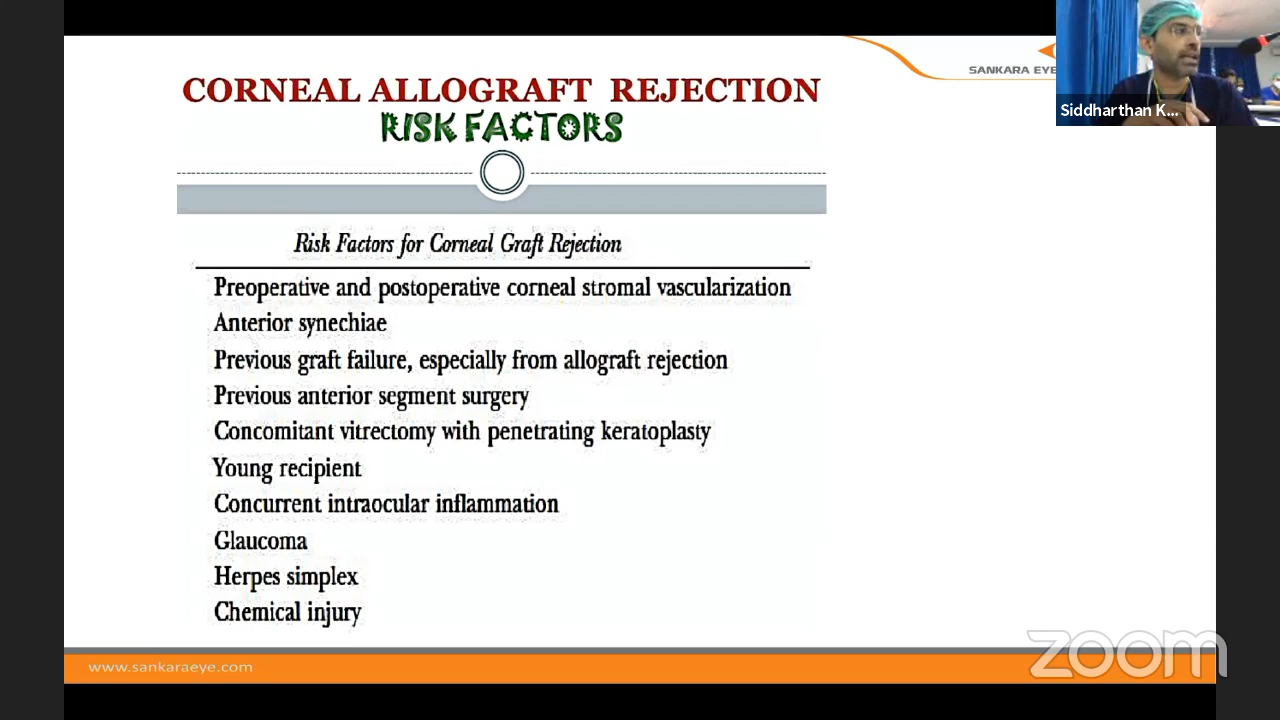 CORNEAL ALLOGRAFT REJECTION
RISK FACTORS
SANKARA EYE
Siddharthan K...
Risk Factors for Corneal Graft Rejection
Preoperative and postoperative corneal stromal vascularization
Anterior synechiae
Previous graft failure, especially from allograft rejection
Previous anterior segment surgery
Concomitant vitrectomy with penetrating keratoplasty
Young recipient
Concurrent intraocular inflammation
Glaucoma
Herpes simplex
Chemical injury
www.sankaraeye.com
zoom